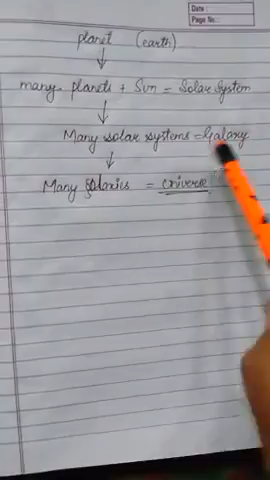 Date :
Page No. :
planet (earth)
many planets + Sun = Solar System
Many solar systems = Galaxy
Many galaxies = universe